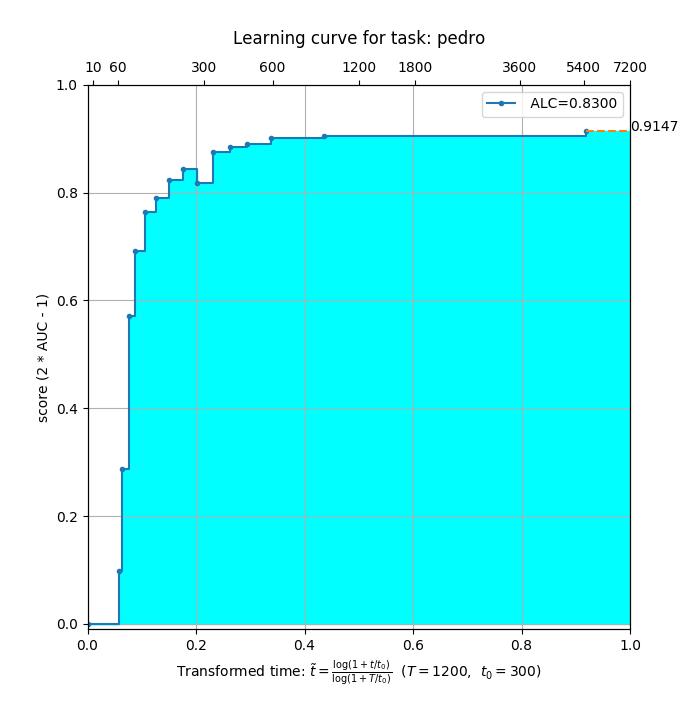 Learning curve for task: pedro
10 60 300 600 1200 1800 3600 5400 7200
1.0
ALC=0.8300
0.9147
0.8
0.6
score (2 * AUC - 1)
0.4
0.2
0.0
0.0 0.2 0.4 0.6 0.8 1.0
Transformed time: t̃ = log(1 + t/t₀) / log(1 + T/t₀) (T = 1200, t₀ = 300)